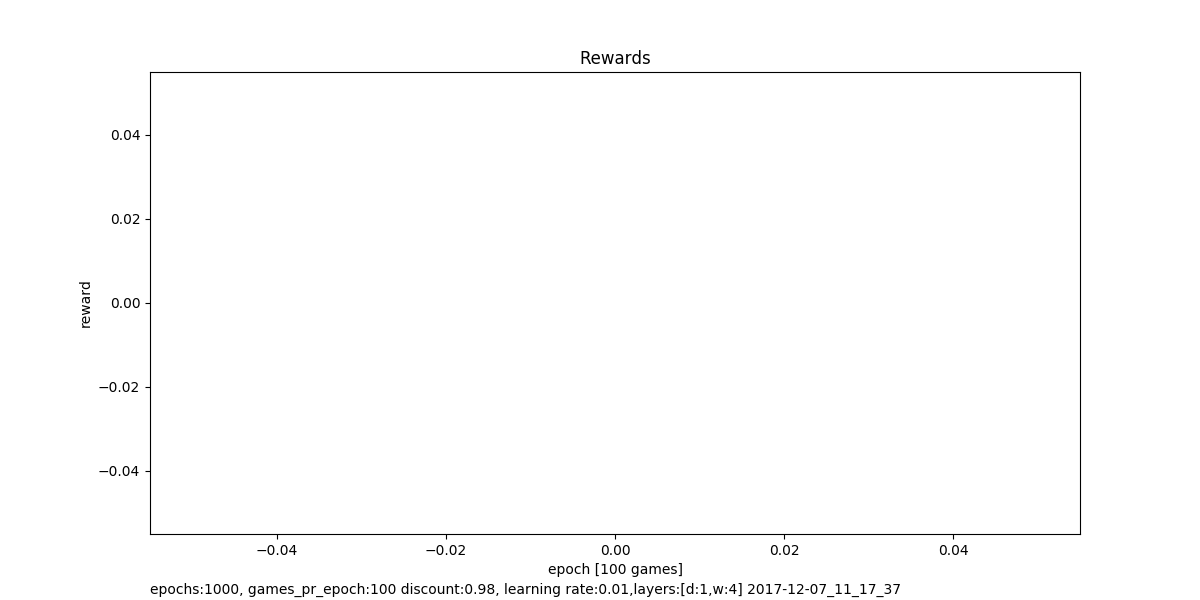 Rewards
0.04
0.02
0.00
−0.02
−0.04
reward
−0.04 −0.02 0.00 0.02 0.04
epoch [100 games]
epochs:1000, games_pr_epoch:100 discount:0.98, learning rate:0.01,layers:[d:1,w:4] 2017-12-07_11_17_37